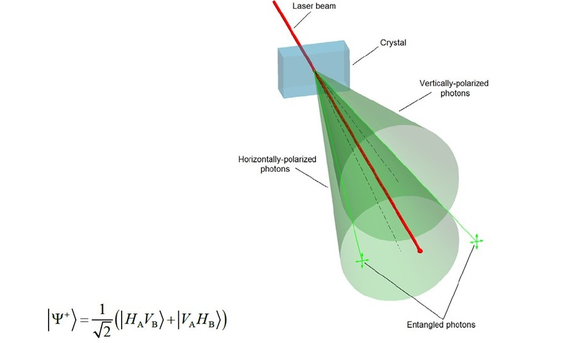 Laser beam
Crystal
Vertically-polarized
photons
Horizontally-polarized
photons
Entangled photons
|Ψ⁺⟩ = 1/√2 (|H_A V_B⟩ + |V_A H_B⟩)